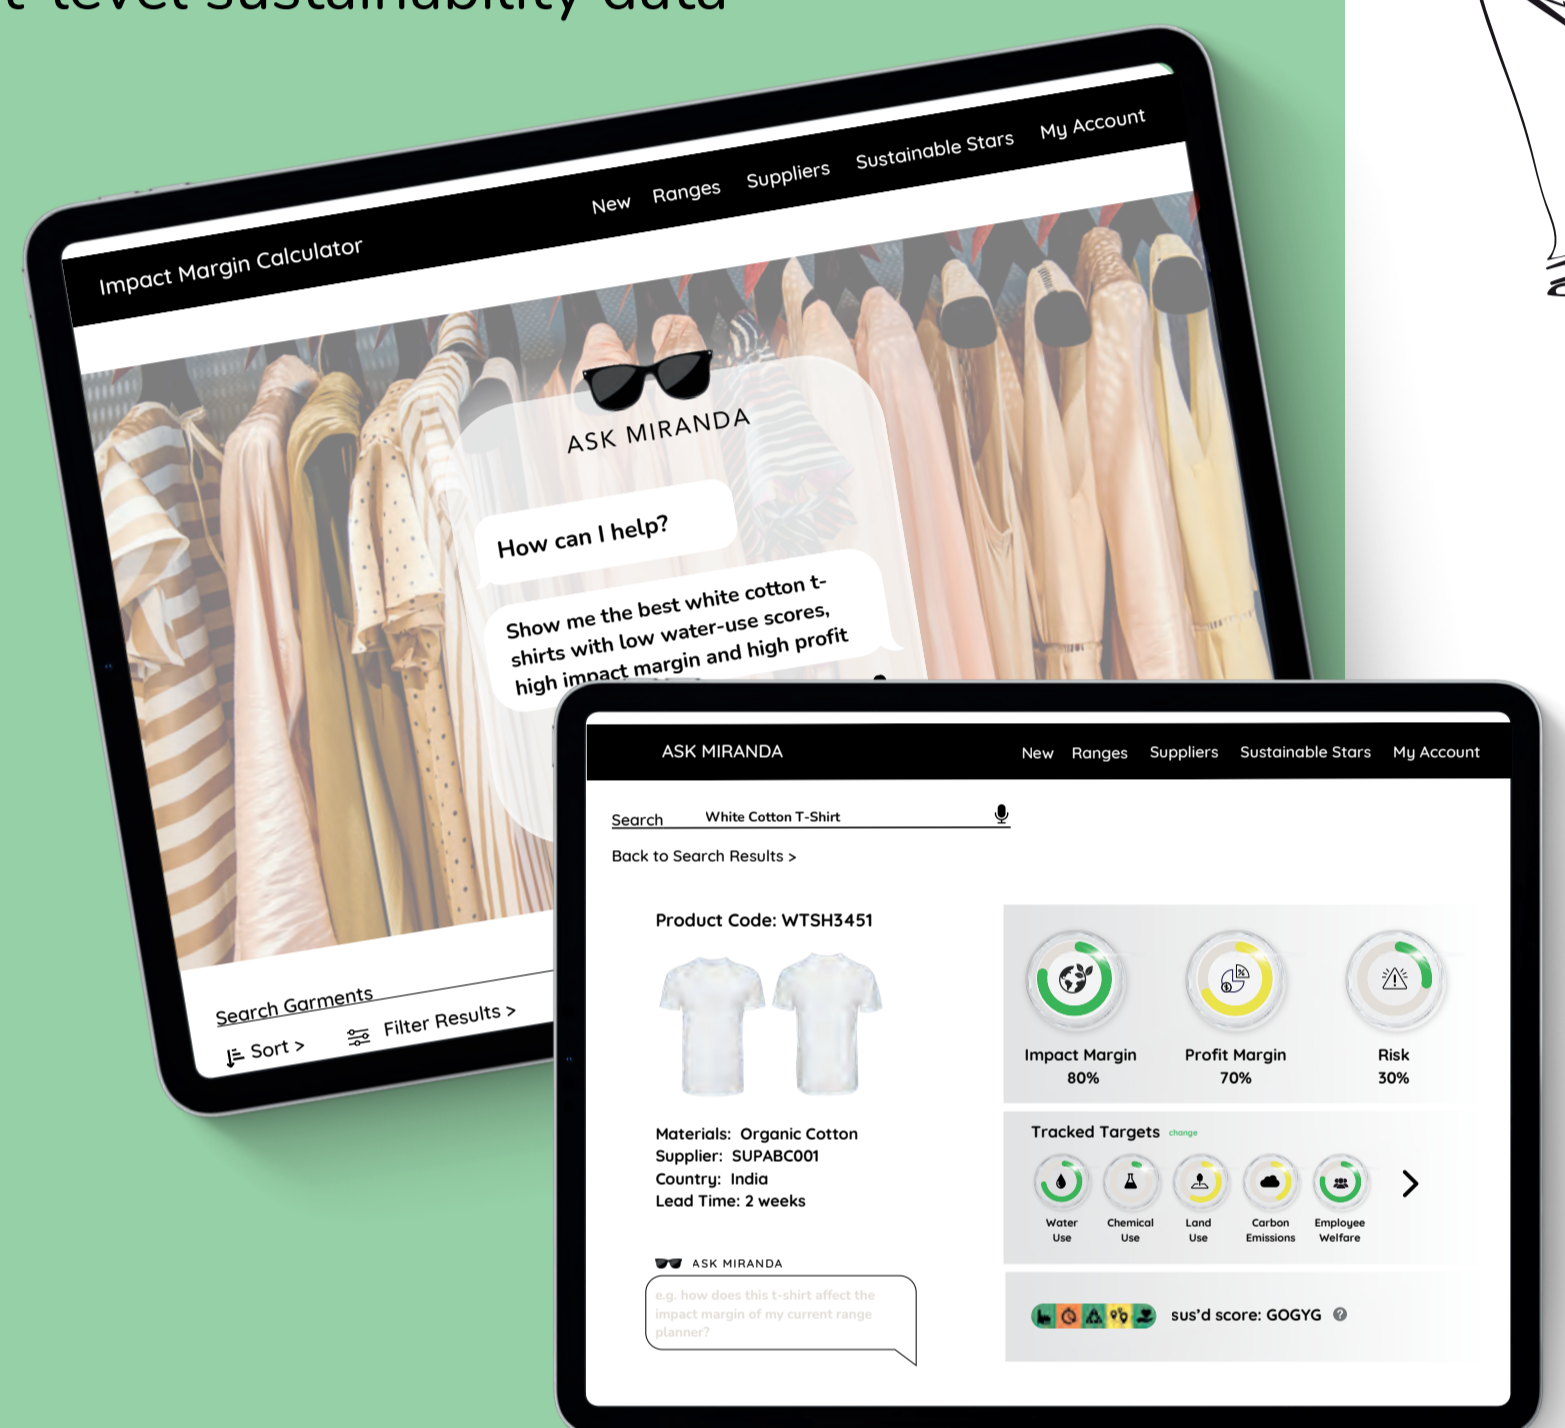 t-level sustainability data
Impact Margin Calculator
New Ranges Suppliers Sustainable Stars My Account
ASK MIRANDA
How can I help?
Show me the best white cotton t-
shirts with low water-use scores,
high impact margin and high profit
Search Garments
Sort >
Filter Results >
ASK MIRANDA
New Ranges Suppliers Sustainable Stars My Account
Search White Cotton T-Shirt
Back to Search Results >
Product Code: WTSH3451
Materials: Organic Cotton
Supplier: SUPABC001
Country: India
Lead Time: 2 weeks
ASK MIRANDA
e.g. how does this t-shirt affect the
impact margin of my current range
planner?
Impact Margin
80%
Profit Margin
70%
Risk
30%
Tracked Targets change
Water
Use
Chemical
Use
Land
Use
Carbon
Emissions
Employee
Welfare
sus'd score: GOGYG ?